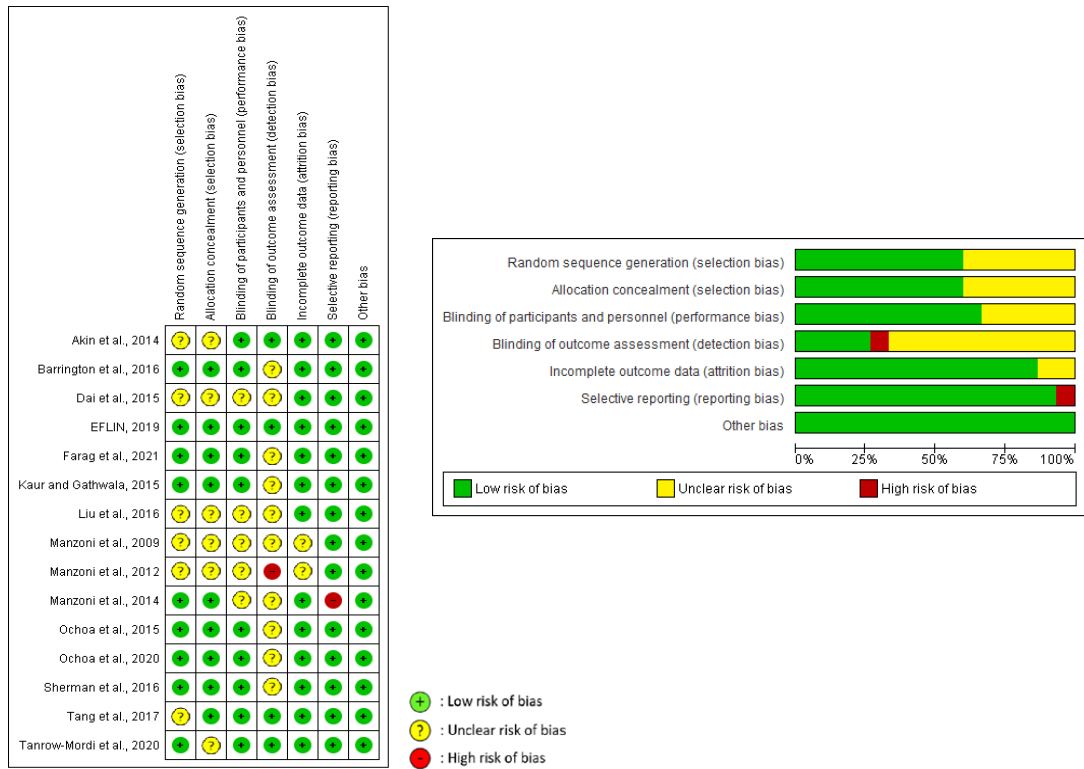 Random sequence generation (selection bias)
Allocation concealment (selection bias)
Blinding of participants and personnel (performance bias)
Blinding of outcome assessment (detection bias)
Incomplete outcome data (attrition bias)
Selective reporting (reporting bias)
Other bias
Akin et al., 2014 ? ? + + + + +
Barrington et al., 2016 + + + ? + + +
Dai et al., 2015 ? ? ? ? + + +
EFLIN, 2019 + + + + + + +
Farag et al., 2021 + + + ? + + +
Kaur and Gathwala, 2015 + + + ? + + +
Liu et al., 2016 ? ? ? ? + + +
Manzoni et al., 2009 ? ? ? ? ? + +
Manzoni et al., 2012 ? ? ? - ? + +
Manzoni et al., 2014 + + ? ? + - +
Ochoa et al., 2015 + + + ? + + +
Ochoa et al., 2020 + + + ? + + +
Sherman et al., 2016 + + + ? + + +
Tang et al., 2017 ? + + + + + +
Tanrow-Mordi et al., 2020 + ? + + + + +
Random sequence generation (selection bias)
Allocation concealment (selection bias)
Blinding of participants and personnel (performance bias)
Blinding of outcome assessment (detection bias)
Incomplete outcome data (attrition bias)
Selective reporting (reporting bias)
Other bias
0% 25% 50% 75% 100%
Low risk of bias Unclear risk of bias High risk of bias
+ : Low risk of bias
? : Unclear risk of bias
- : High risk of bias